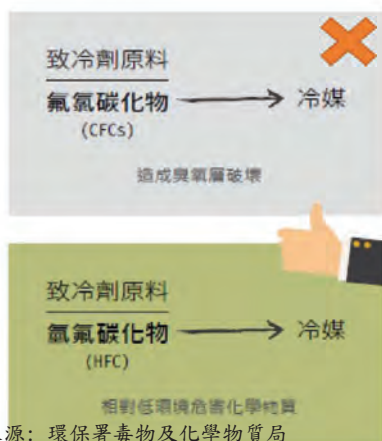 致冷劑原料
氟氯碳化物 冷媒
(CFCs)
造成臭氧層破壞
致冷劑原料
氫氟碳化物 冷媒
(HFC)
相對低環境危害化學物質
源：環保署毒物及化學物質局